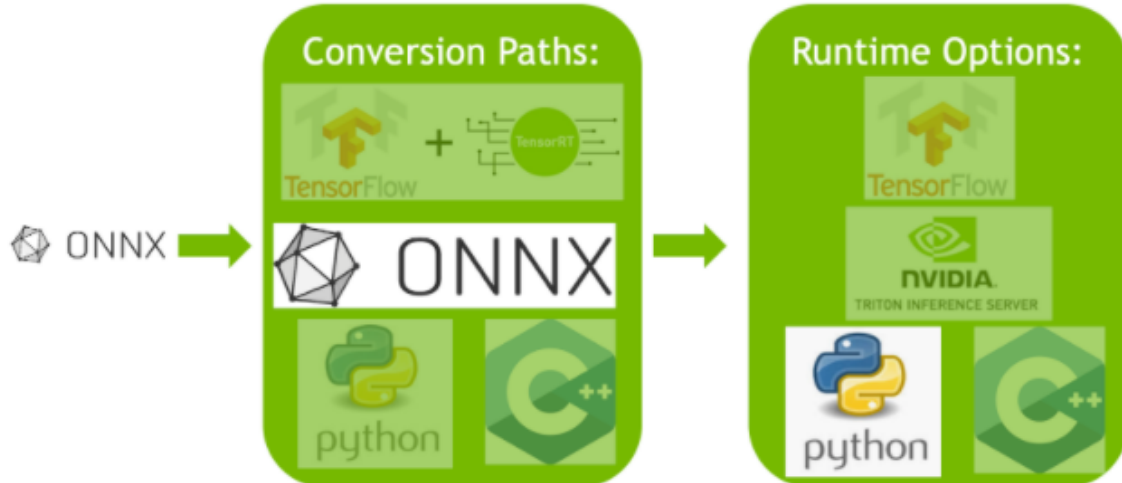 ONNX
Conversion Paths:
TensorFlow
+
TensorRT
ONNX
python
C++
Runtime Options:
TensorFlow
NVIDIA.
TRITON INFERENCE SERVER
python
C++